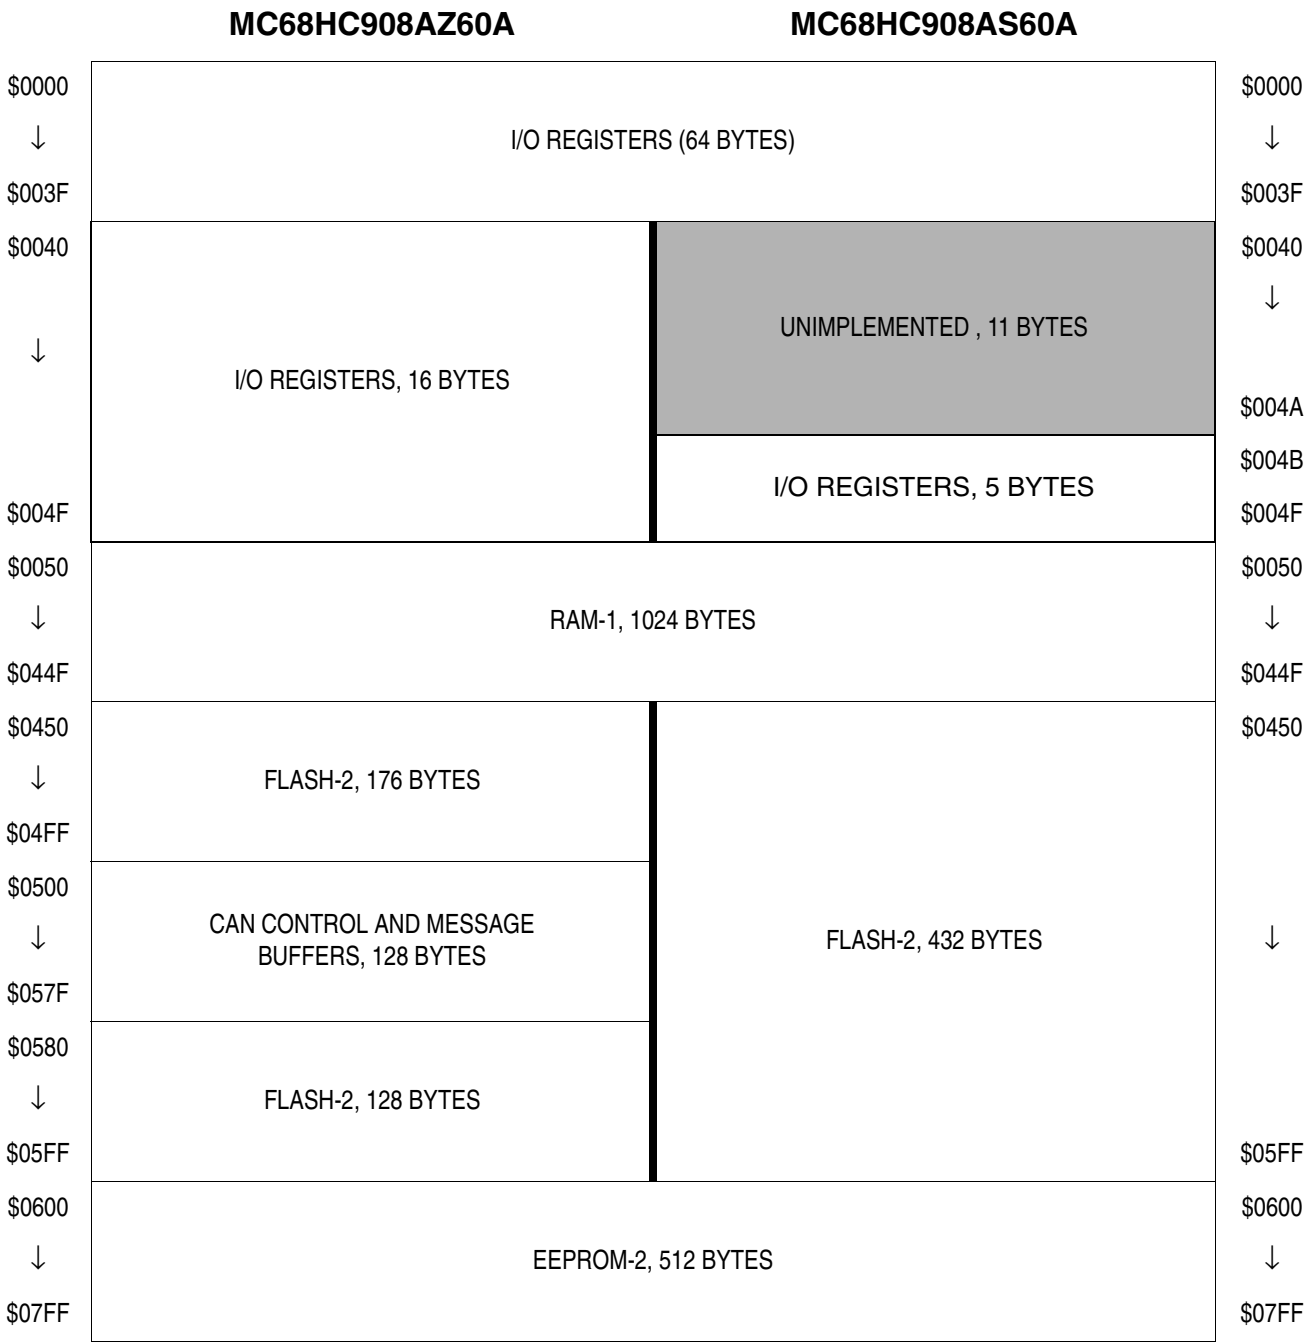 MC68HC908AZ60A MC68HC908AS60A
$0000 $0000
↓ I/O REGISTERS (64 BYTES) ↓
$003F $003F
$0040 $0040
↓
UNIMPLEMENTED , 11 BYTES
↓
I/O REGISTERS, 16 BYTES
$004A
$004B
I/O REGISTERS, 5 BYTES
$004F $004F
$0050 $0050
↓ RAM-1, 1024 BYTES ↓
$044F $044F
$0450 $0450
↓ FLASH-2, 176 BYTES
$04FF
$0500
CAN CONTROL AND MESSAGE
↓ FLASH-2, 432 BYTES ↓
BUFFERS, 128 BYTES
$057F
$0580
↓ FLASH-2, 128 BYTES
$05FF $05FF
$0600 $0600
↓ EEPROM-2, 512 BYTES ↓
$07FF $07FF